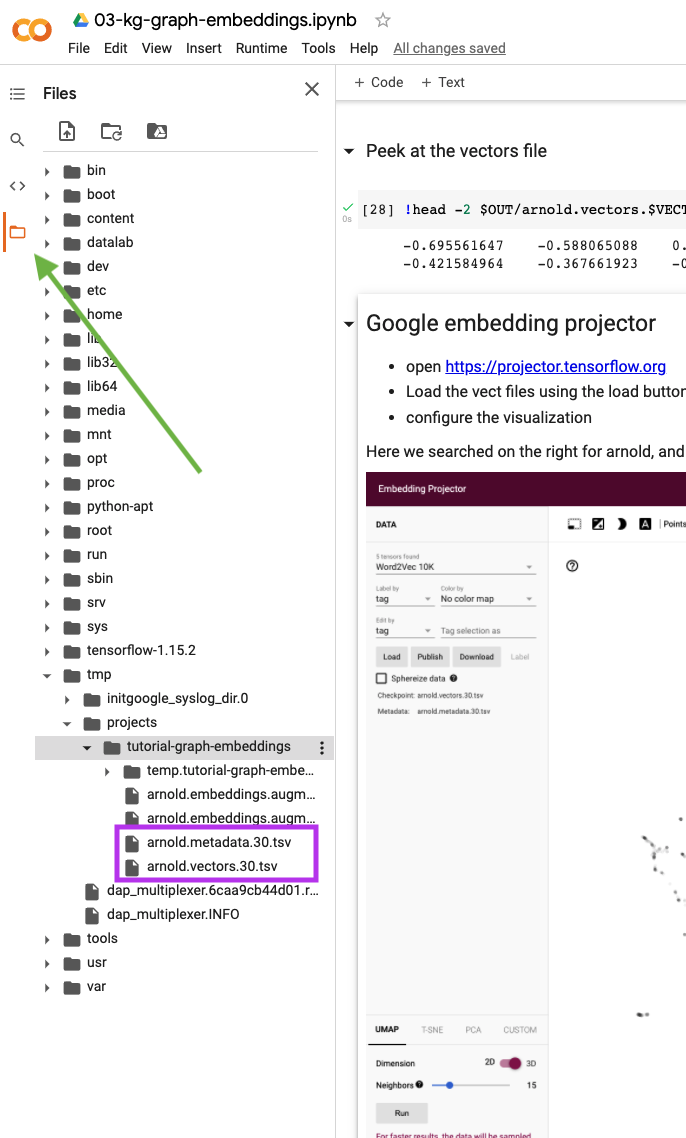 03-kg-graph-embeddings.ipynb
File Edit View Insert Runtime Tools Help All changes saved
Files
bin
boot
content
datalab
dev
etc
home
lib
lib32
lib64
media
mnt
opt
proc
python-apt
root
run
sbin
srv
sys
tensorflow-1.15.2
tmp
initgoogle_syslog_dir.0
projects
tutorial-graph-embeddings
temp.tutorial-graph-embe...
arnold.embeddings.augm...
arnold.embeddings.augm...
arnold.metadata.30.tsv
arnold.vectors.30.tsv
dap_multiplexer.6caa9cb44d01.r...
dap_multiplexer.INFO
tools
usr
var
+ Code + Text
Peek at the vectors file
0s
[28] !head -2 $OUT/arnold.vectors.$VECT
-0.695561647 -0.588065088 0.
-0.421584964 -0.367661923 -0
Google embedding projector
• open https://projector.tensorflow.org
• Load the vect files using the load button
• configure the visualization
Here we searched on the right for arnold, and
Embedding Projector
DATA
A Points
5 tensors found
Word2Vec 10K
Label by Color by
tag No color map
Edit by
tag Tag selection as
Load Publish Download Label
Sphereize data
Checkpoint: arnold.vectors.30.tsv
Metadata: arnold.metadata.30.tsv
UMAP T-SNE PCA CUSTOM
Dimension 2D 3D
Neighbors 15
Run
For faster results, the data will be sampled